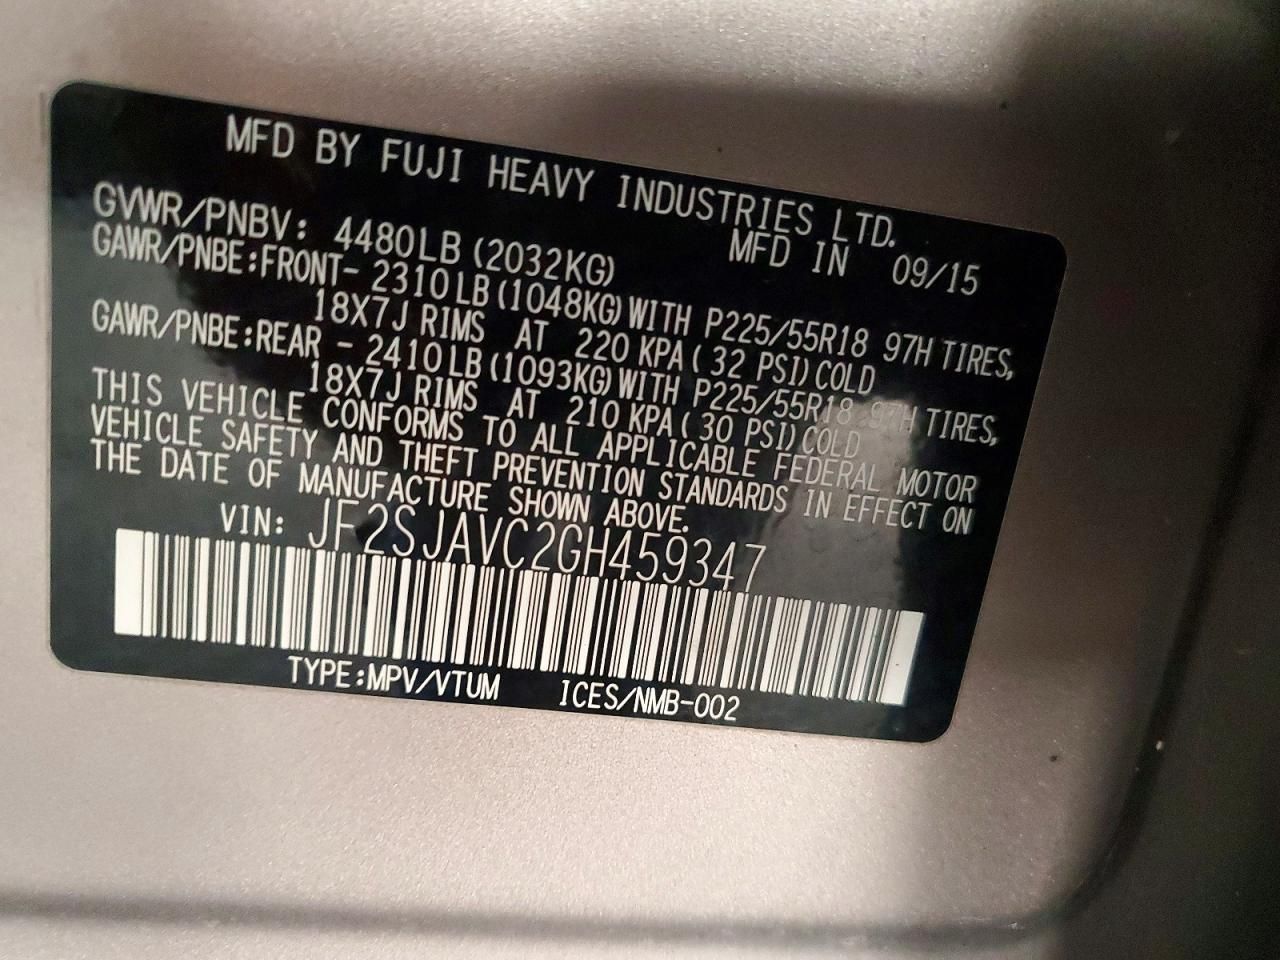 MFD BY FUJI HEAVY INDUSTRIES LTD.
MFD IN 09/15
GVWR/PNBV: 4480LB (2032KG)
GAWR/PNBE:FRONT- 2310LB(1048KG)WITH P225/55R18 97H TIRES,
18X7J RIMS AT 220 KPA( 32 PSI)COLD
GAWR/PNBE:REAR - 2410LB(1093KG)WITH P225/55R18 97H TIRES,
18X7J RIMS AT 210 KPA( 30 PSI)COLD
THIS VEHICLE CONFORMS TO ALL APPLICABLE FEDERAL MOTOR
VEHICLE SAFETY AND THEFT PREVENTION STANDARDS IN EFFECT ON
THE DATE OF MANUFACTURE SHOWN ABOVE.
VIN: JF2SJAVC2GH459347
TYPE:MPV/VTUM ICES/NMB-002